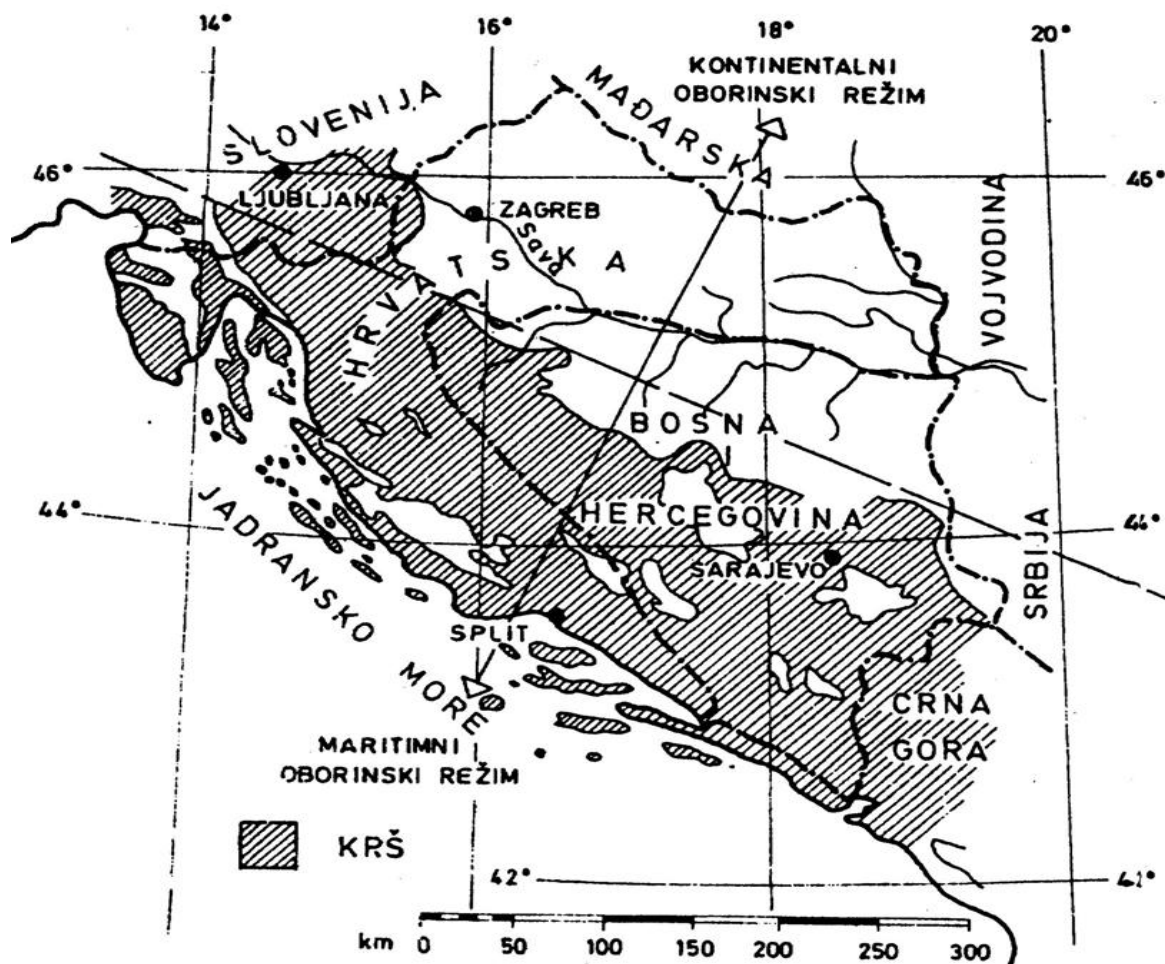 14°
16°
18°
20°
KONTINENTALNI
OBORINSKI REŽIM
SLOVENIJA
MAĐARSKA
46°
46°
LJUBLJANA
ZAGREB
Sava
HRVATSKA
VOJVODINA
BOSNA
I
HERCEGOVINA
44°
44°
SARAJEVO
SRBIJA
JADRANSKO MORE
SPLIT
CRNA
GORA
MARITIMNI
OBORINSKI REŽIM
KRŠ
42°
km 0 50 100 150 200 250 300